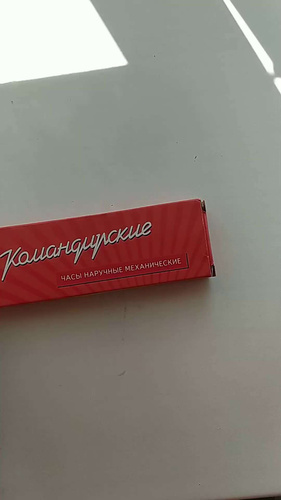 Командирские
ЧАСЫ НАРУЧНЫЕ МЕХАНИЧЕСКИЕ